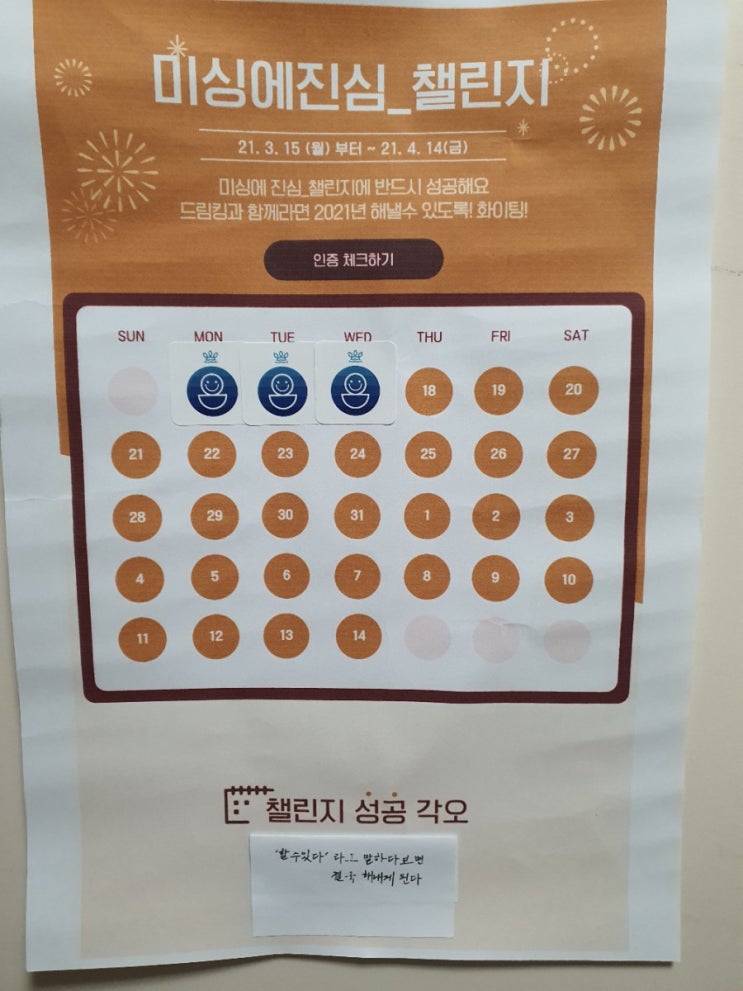 미싱에진심_챌린지
21. 3. 15 (월) 부터 ~ 21. 4. 14(금)
미싱에 진심_챌린지에 반드시 성공해요
드림킹과 함께라면 2021년 해낼수 있도록! 화이팅!
인증 체크하기
SUN MON TUE WED THU FRI SAT
18 19 20
21 22 23 24 25 26 27
28 29 30 31 1 2 3
4 5 6 7 8 9 10
11 12 13 14
챌린지 성공 각오
'할 수 있다' 라고 말하다보면
결국 해내게 된다